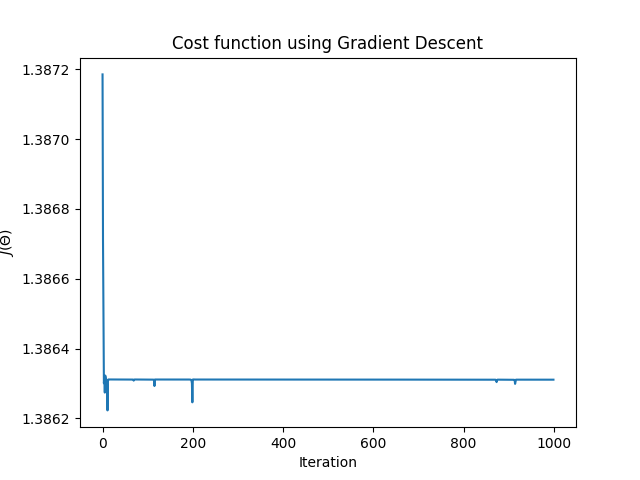 Cost function using Gradient Descent
1.3872
1.3870
1.3868
1.3866
1.3864
1.3862
J(Θ)
0 200 400 600 800 1000
Iteration